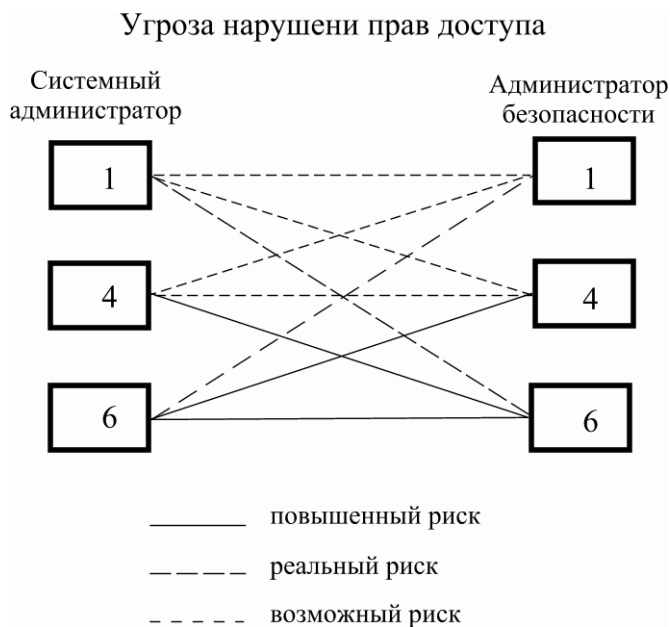 Угроза нарушени прав доступа
Системный
администратор
Администратор
безопасности
1
1
4
4
6
6
повышенный риск
реальный риск
возможный риск